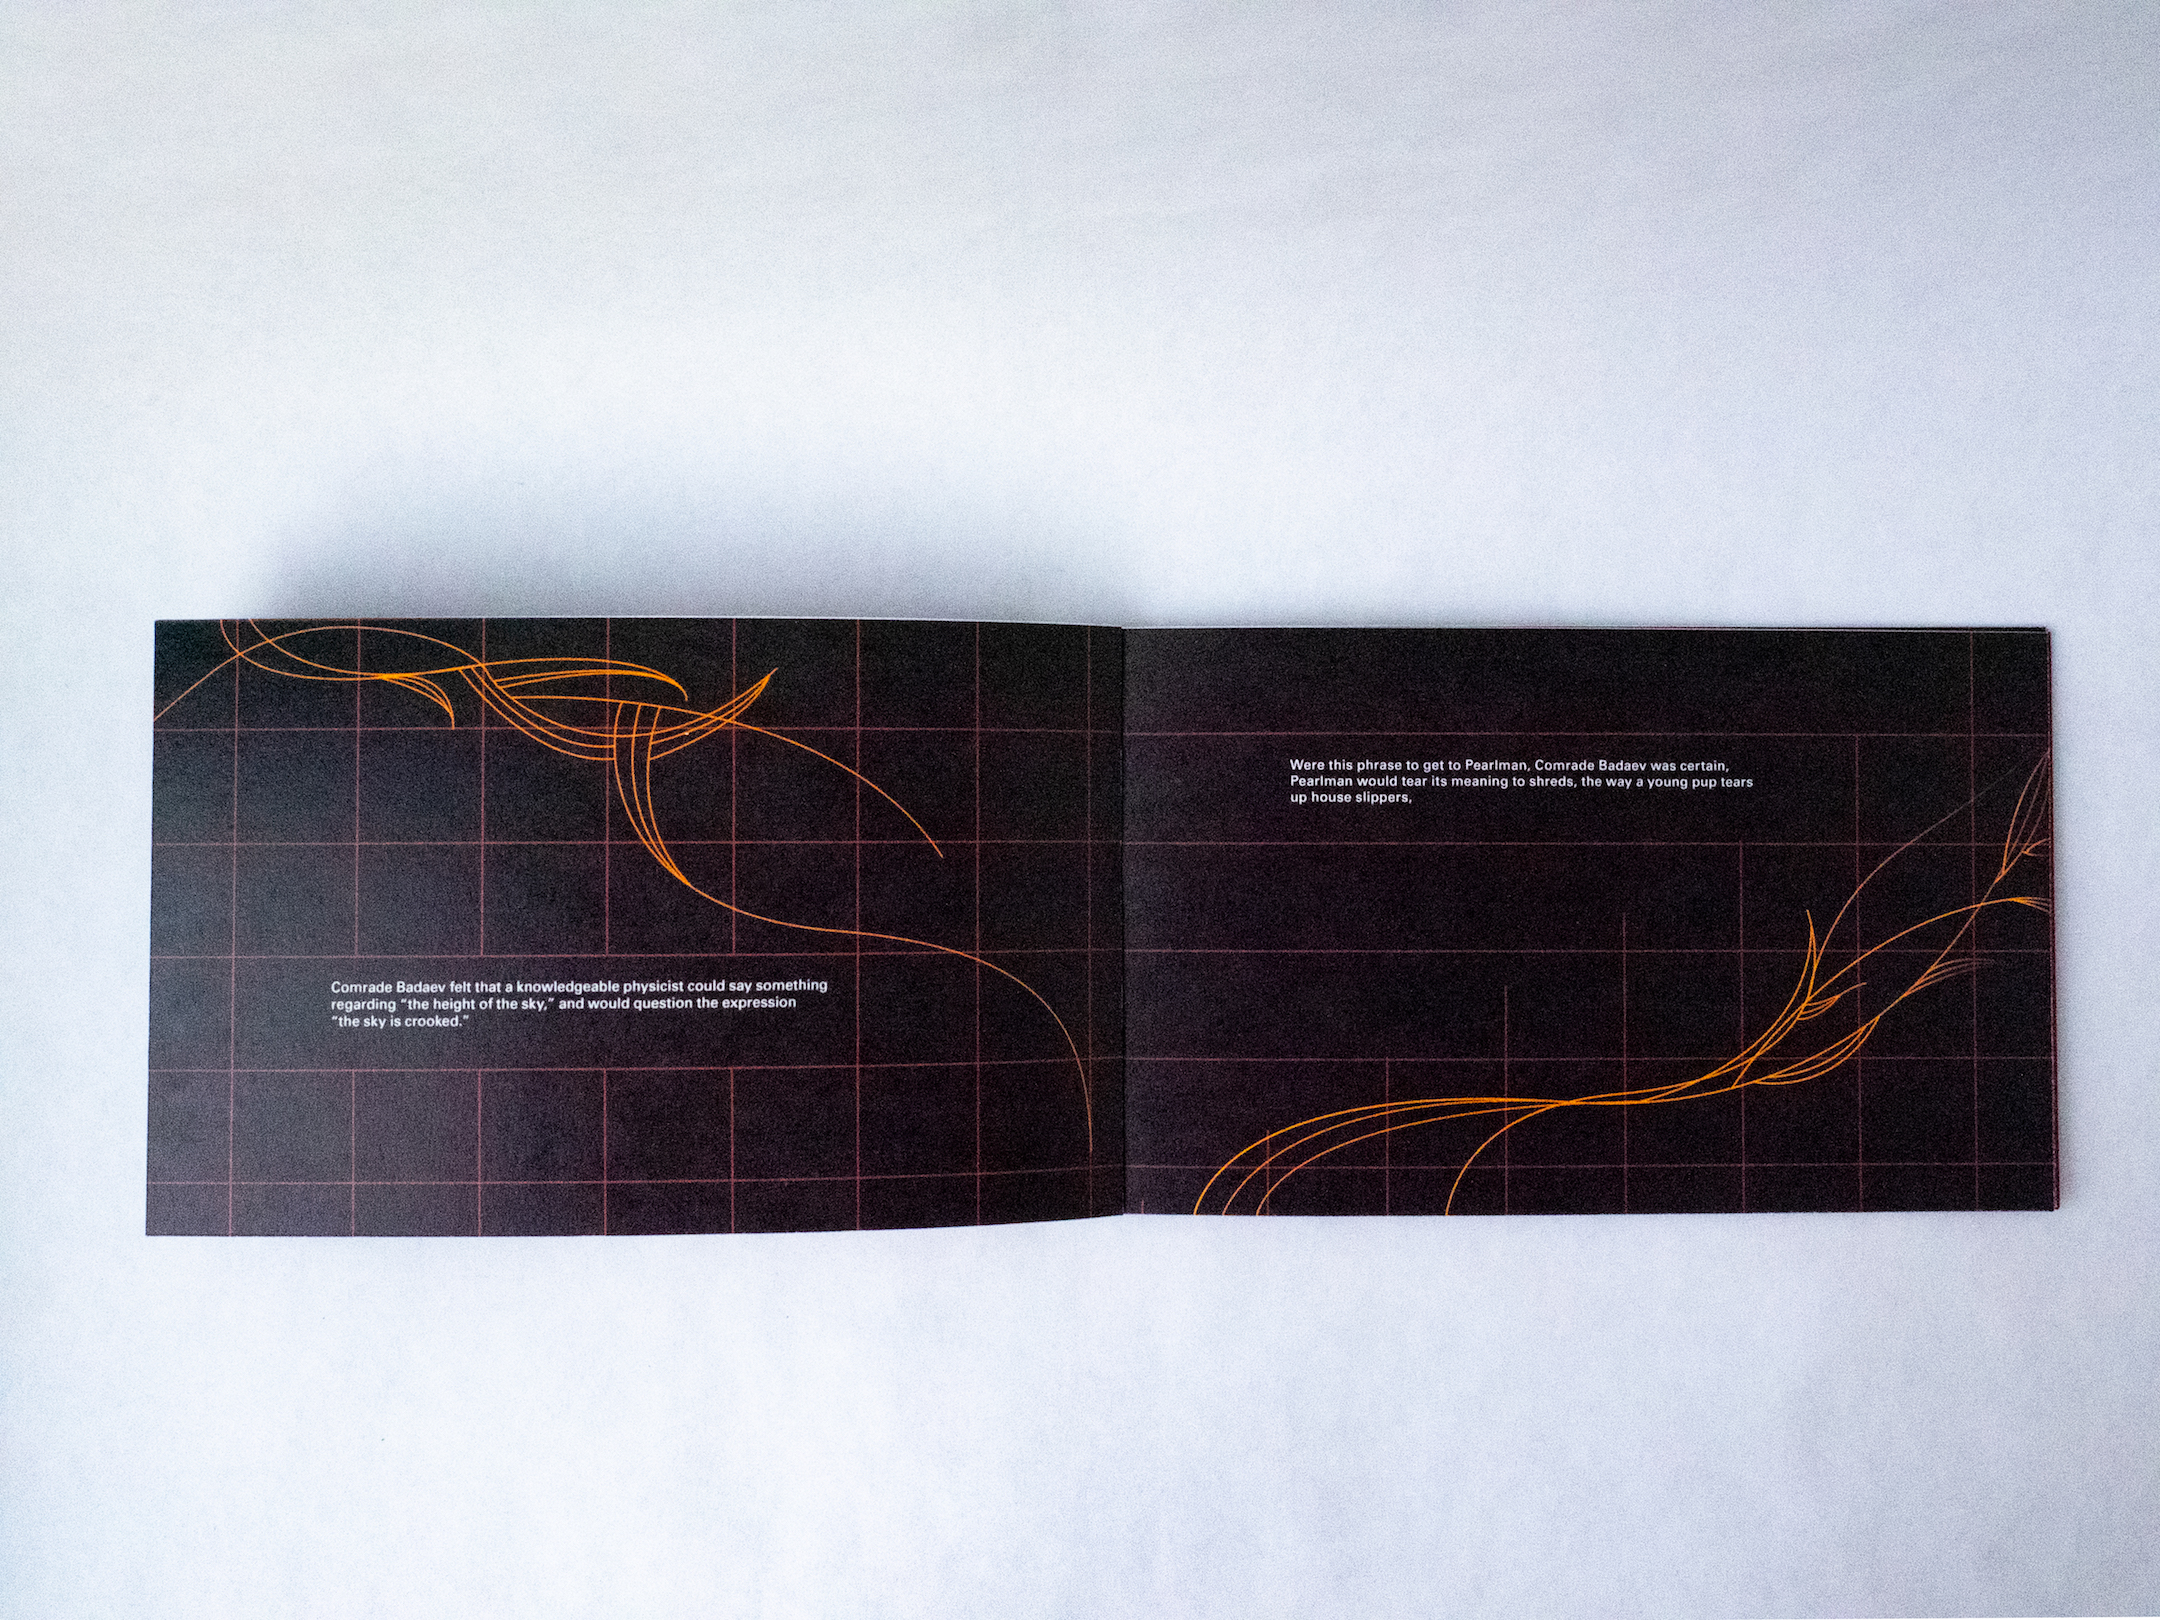 Comrade Badaev felt that a knowledgeable physicist could say something
regarding “the height of the sky,” and would question the expression
“the sky is crooked.”
Were this phrase to get to Pearlman, Comrade Badaev was certain,
Pearlman would tear its meaning to shreds, the way a young pup tears
up house slippers,